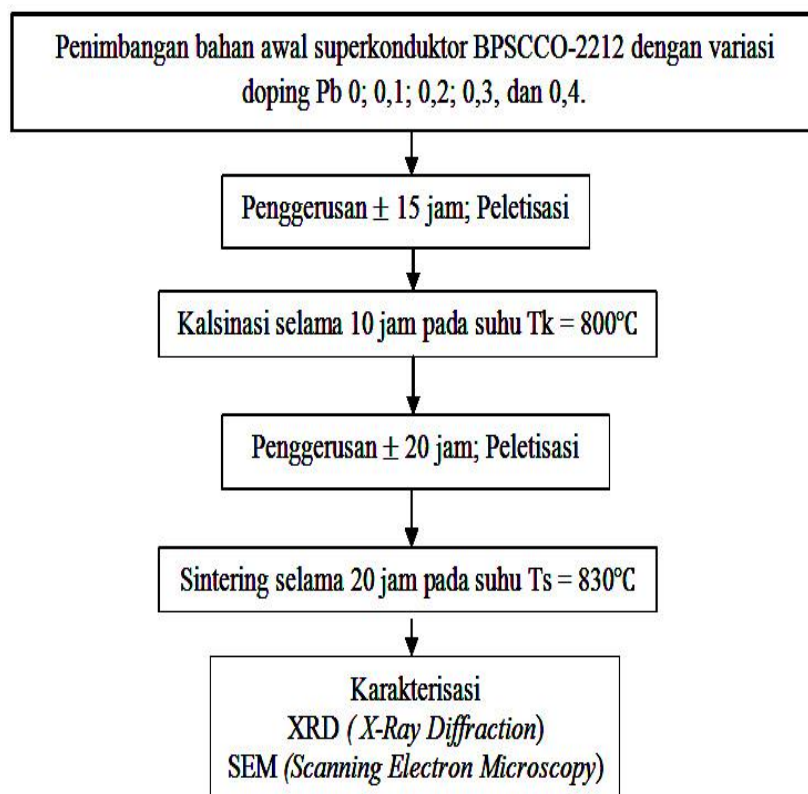 Penimbangan bahan awal superkonduktor BPSCCO-2212 dengan variasi
doping Pb 0; 0,1; 0,2; 0,3, dan 0,4.
Penggerusan ± 15 jam; Peletisasi
Kalsinasi selama 10 jam pada suhu Tk = 800°C
Penggerusan ± 20 jam; Peletisasi
Sintering selama 20 jam pada suhu Ts = 830°C
Karakterisasi
XRD ( X-Ray Diffraction)
SEM (Scanning Electron Microscopy)